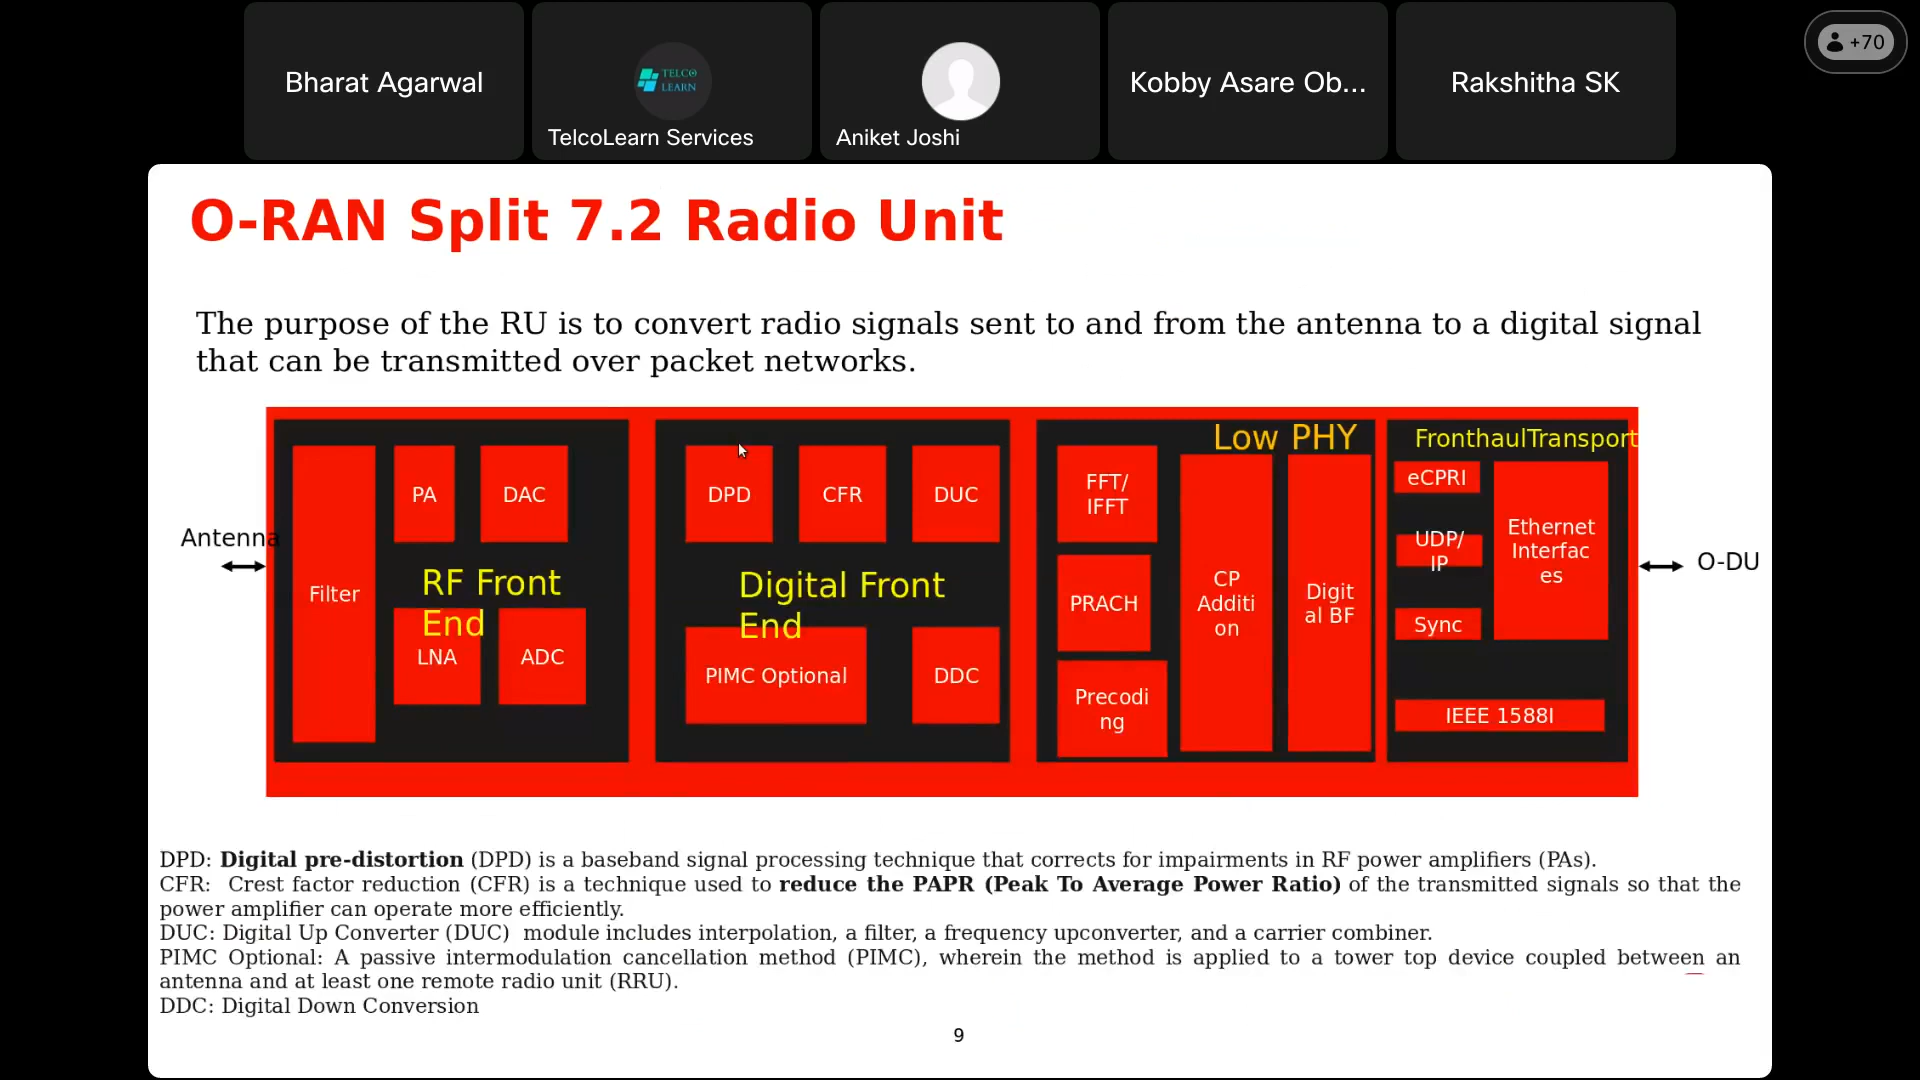 Bharat Agarwal
TELCO
LEARN
TelcoLearn Services
Aniket Joshi
Kobby Asare Ob...
Rakshitha SK
+70
O-RAN Split 7.2 Radio Unit
The purpose of the RU is to convert radio signals sent to and from the antenna to a digital signal
that can be transmitted over packet networks.
Antenna
Filter
PA
DAC
RF Front
End
LNA
ADC
DPD
CFR
DUC
Digital Front
End
PIMC Optional
DDC
Low PHY
FFT/
IFFT
PRACH
Precodi
ng
CP
Additi
on
Digit
al BF
FronthaulTransport
eCPRI
UDP/
IP
Sync
Ethernet
Interfac
es
IEEE 1588I
O-DU
DPD: Digital pre-distortion (DPD) is a baseband signal processing technique that corrects for impairments in RF power amplifiers (PAs).
CFR: Crest factor reduction (CFR) is a technique used to reduce the PAPR (Peak To Average Power Ratio) of the transmitted signals so that the
power amplifier can operate more efficiently.
DUC: Digital Up Converter (DUC) module includes interpolation, a filter, a frequency upconverter, and a carrier combiner.
PIMC Optional: A passive intermodulation cancellation method (PIMC), wherein the method is applied to a tower top device coupled between an
antenna and at least one remote radio unit (RRU).
DDC: Digital Down Conversion
9